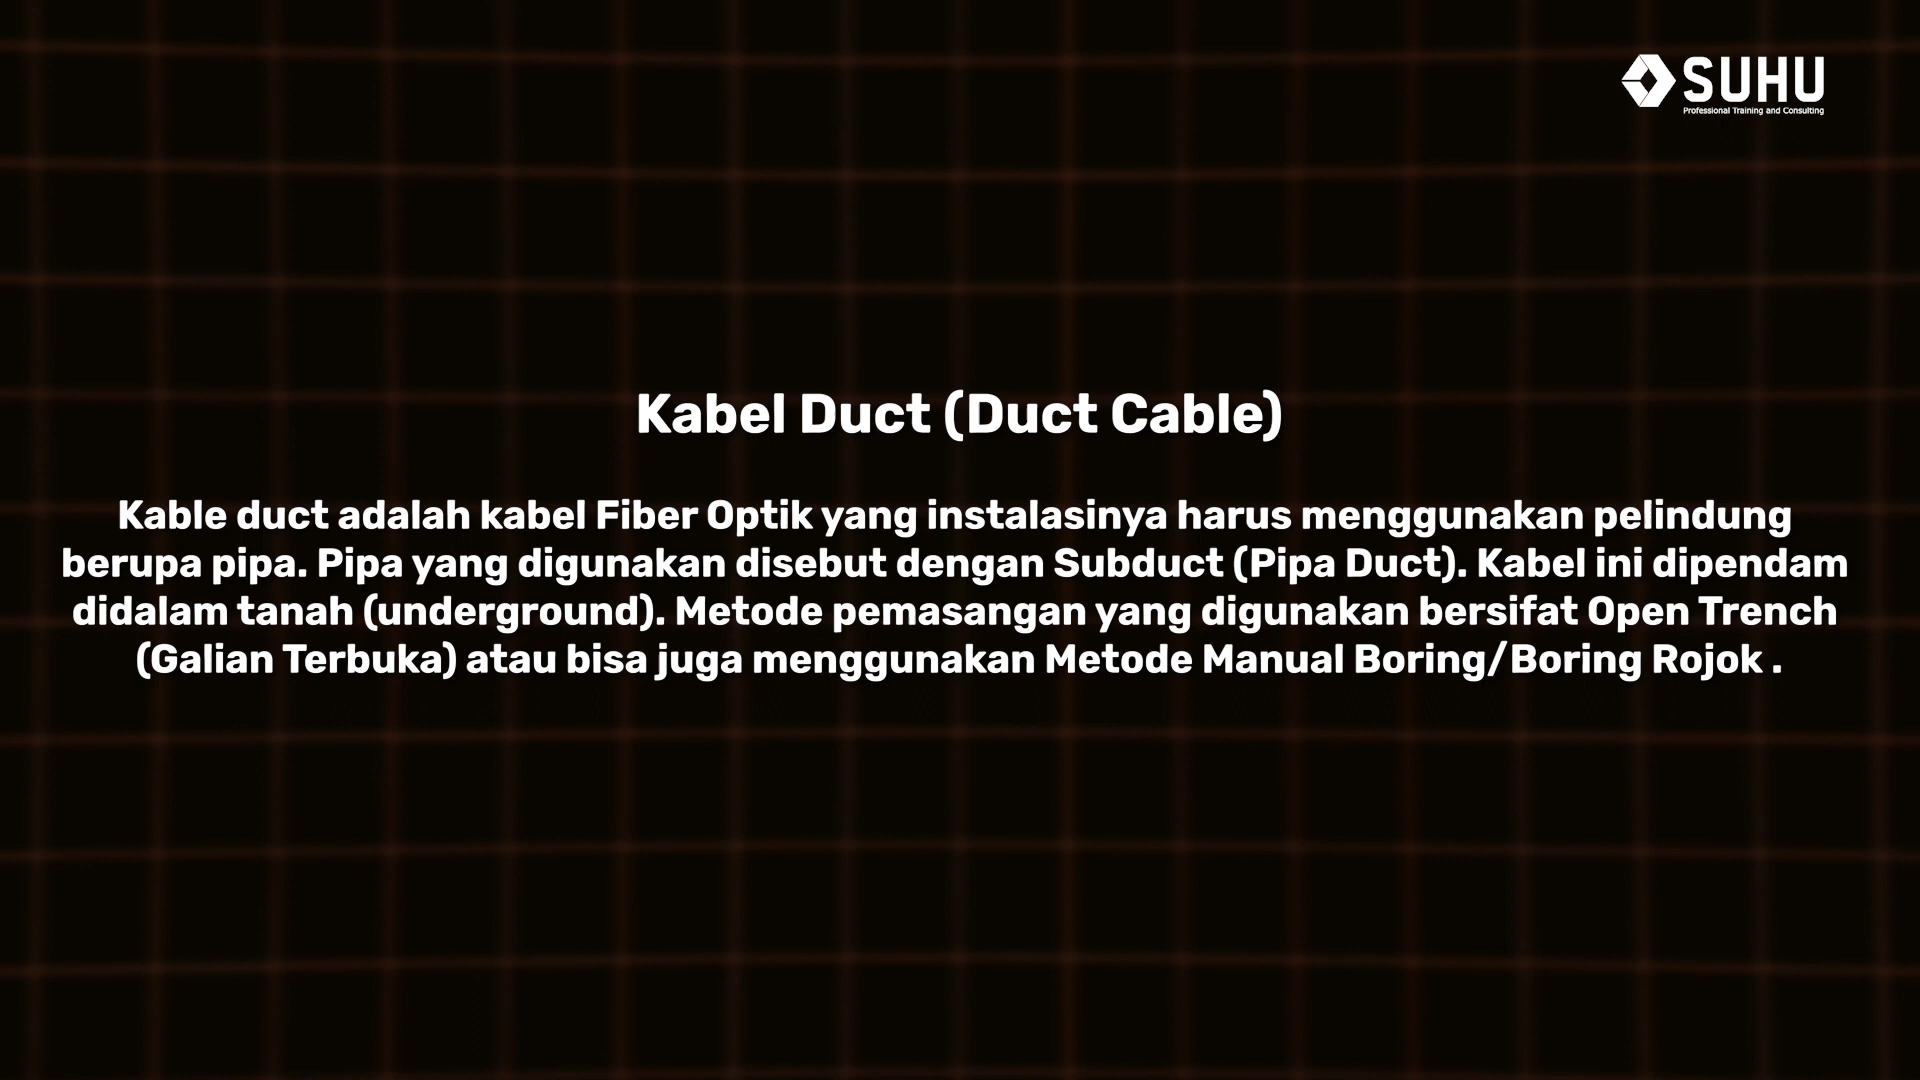 SUHU
Professional Training and Consulting
Kabel Duct (Duct Cable)
Kable duct adalah kabel Fiber Optik yang instalasinya harus menggunakan pelindung
berupa pipa. Pipa yang digunakan disebut dengan Subduct (Pipa Duct). Kabel ini dipendam
didalam tanah (underground). Metode pemasangan yang digunakan bersifat Open Trench
(Galian Terbuka) atau bisa juga menggunakan Metode Manual Boring/Boring Rojok .